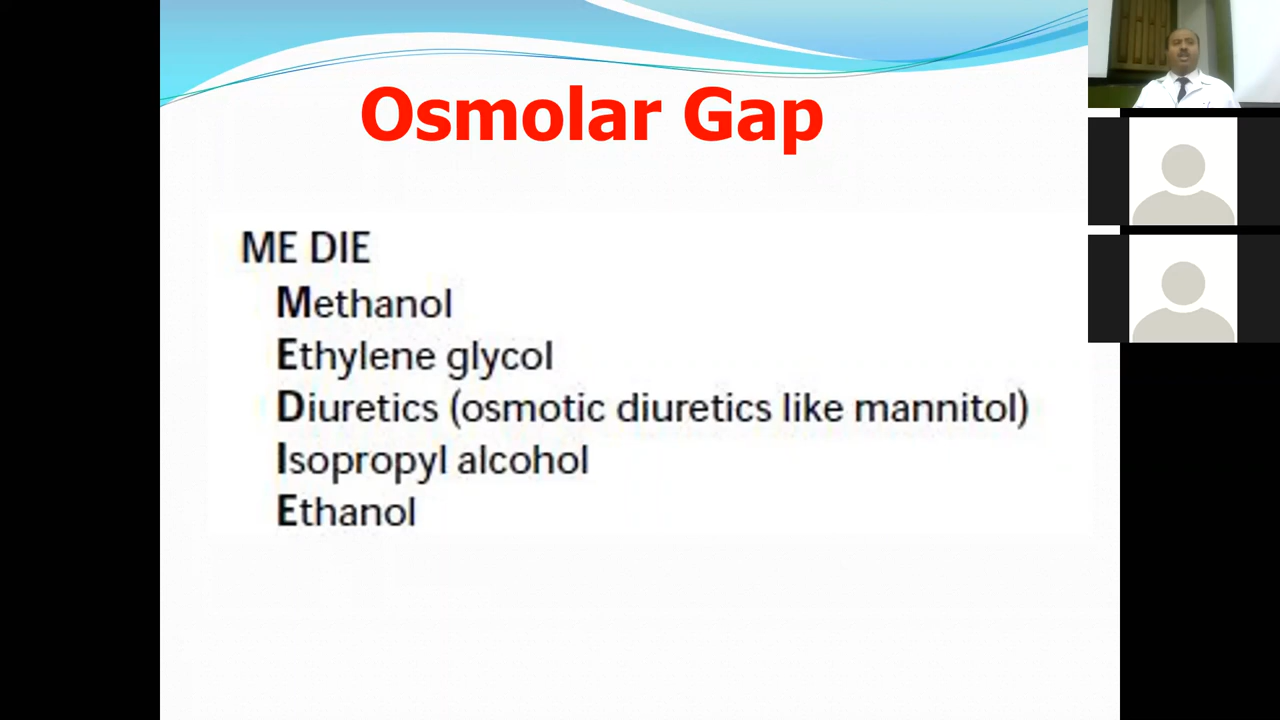 Osmolar Gap
ME DIE
Methanol
Ethylene glycol
Diuretics (osmotic diuretics like mannitol)
Isopropyl alcohol
Ethanol